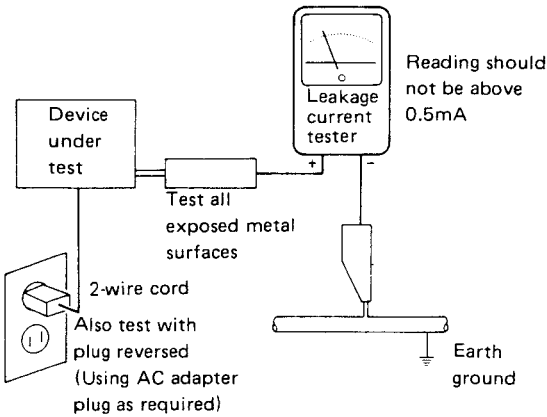 Leakage
current
tester
+
-
Reading should
not be above
0.5mA
Device
under
test
Test all
exposed metal
surfaces
2-wire cord
Also test with
plug reversed
(Using AC adapter
plug as required)
Earth
ground